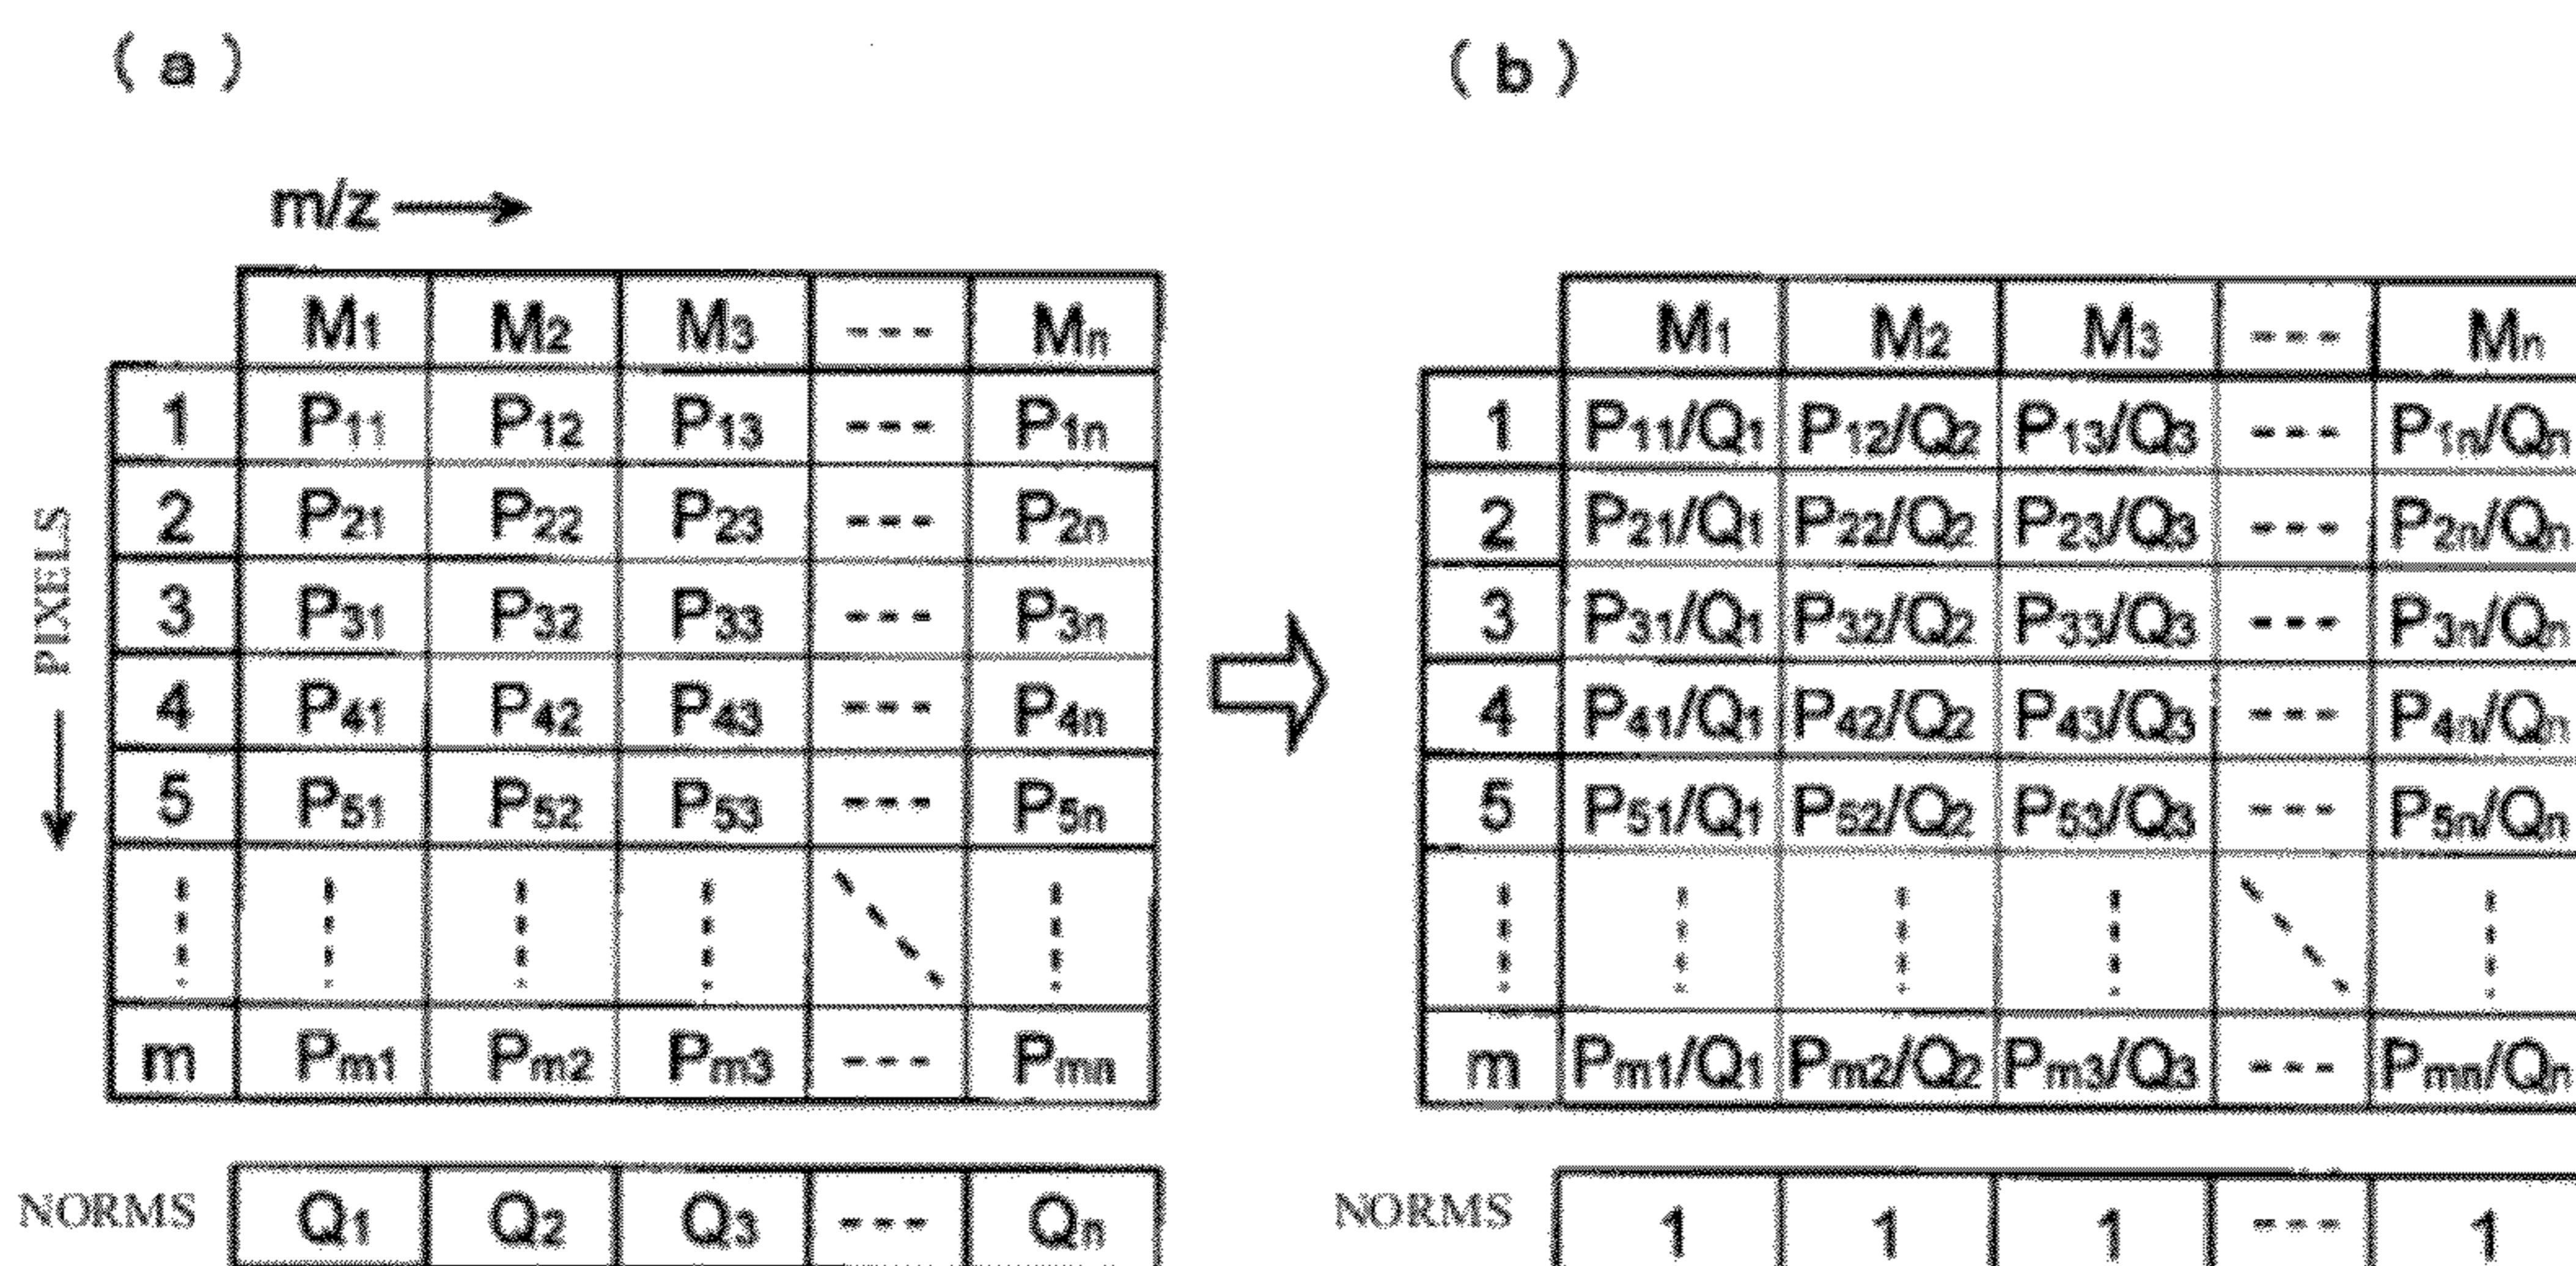 (a)
m/z
M1 M2 M3 --- Mn
1 P11 P12 P13 --- P1n
2 P21 P22 P23 --- P2n
3 P31 P32 P33 --- P3n
4 P41 P42 P43 --- P4n
5 P51 P52 P53 --- P5n
m Pm1 Pm2 Pm3 --- Pmn
PIXELS
NORMS Q1 Q2 Q3 --- Qn
(b)
M1 M2 M3 --- Mn
1 P11/Q1 P12/Q2 P13/Q3 --- P1n/Qn
2 P21/Q1 P22/Q2 P23/Q3 --- P2n/Qn
3 P31/Q1 P32/Q2 P33/Q3 --- P3n/Qn
4 P41/Q1 P42/Q2 P43/Q3 --- P4n/Qn
5 P51/Q1 P52/Q2 P53/Q3 --- P5n/Qn
m Pm1/Q1 Pm2/Q2 Pm3/Q3 --- Pmn/Qn
NORMS 1 1 1 --- 1